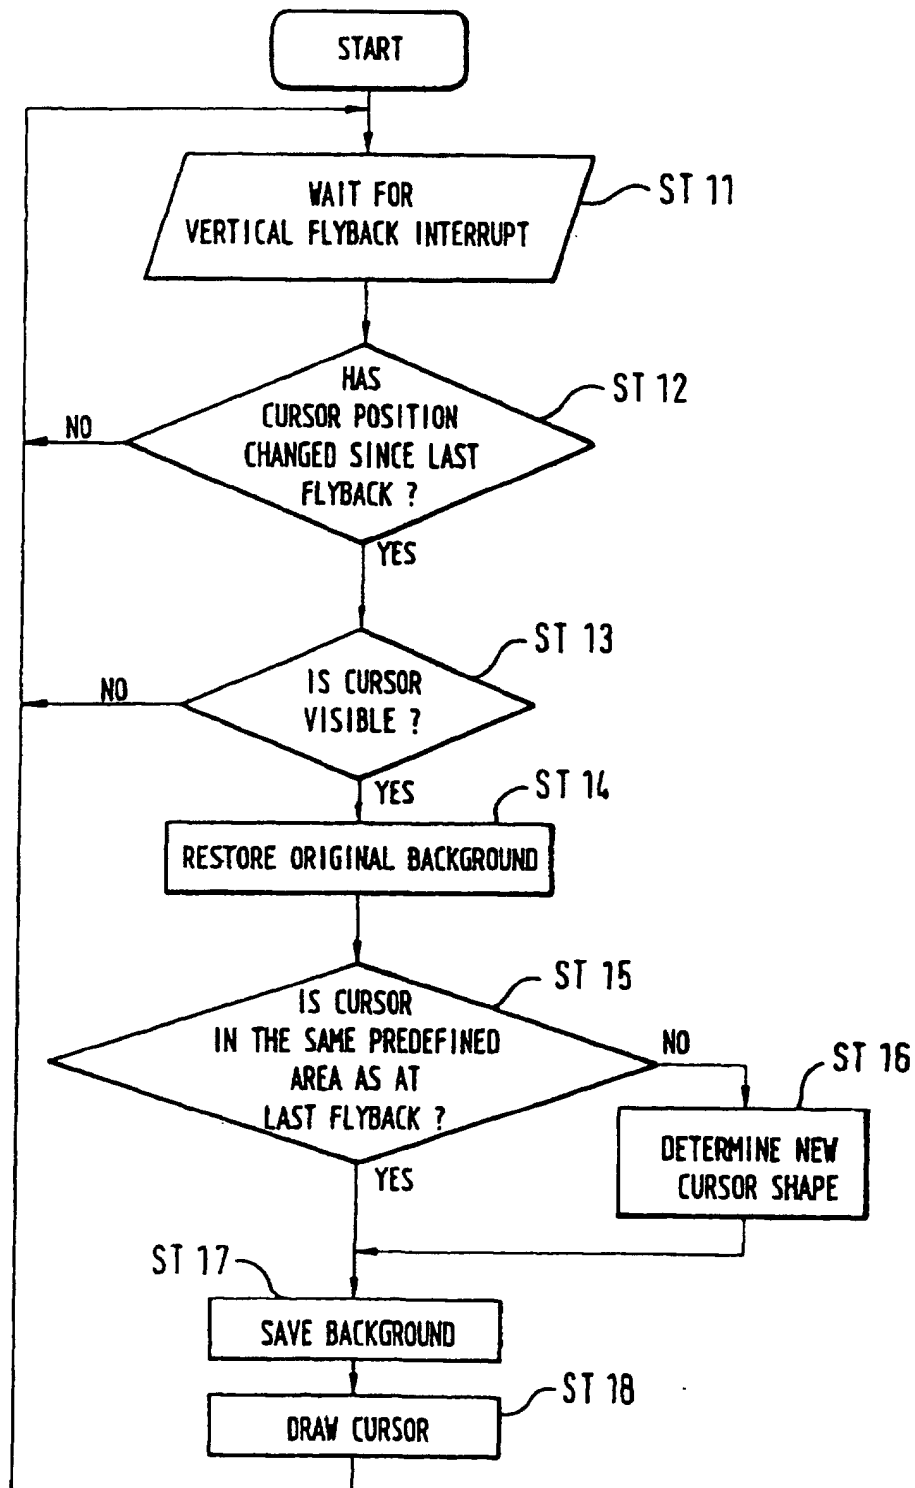 START
WAIT FOR
VERTICAL FLYBACK INTERRUPT
ST 11
HAS
CURSOR POSITION
CHANGED SINCE LAST
FLYBACK ?
ST 12
NO
YES
IS CURSOR
VISIBLE ?
ST 13
NO
YES
RESTORE ORIGINAL BACKGROUND
ST 14
IS CURSOR
IN THE SAME PREDEFINED
AREA AS AT
LAST FLYBACK ?
ST 15
NO
YES
DETERMINE NEW
CURSOR SHAPE
ST 16
ST 17
SAVE BACKGROUND
DRAW CURSOR
ST 18